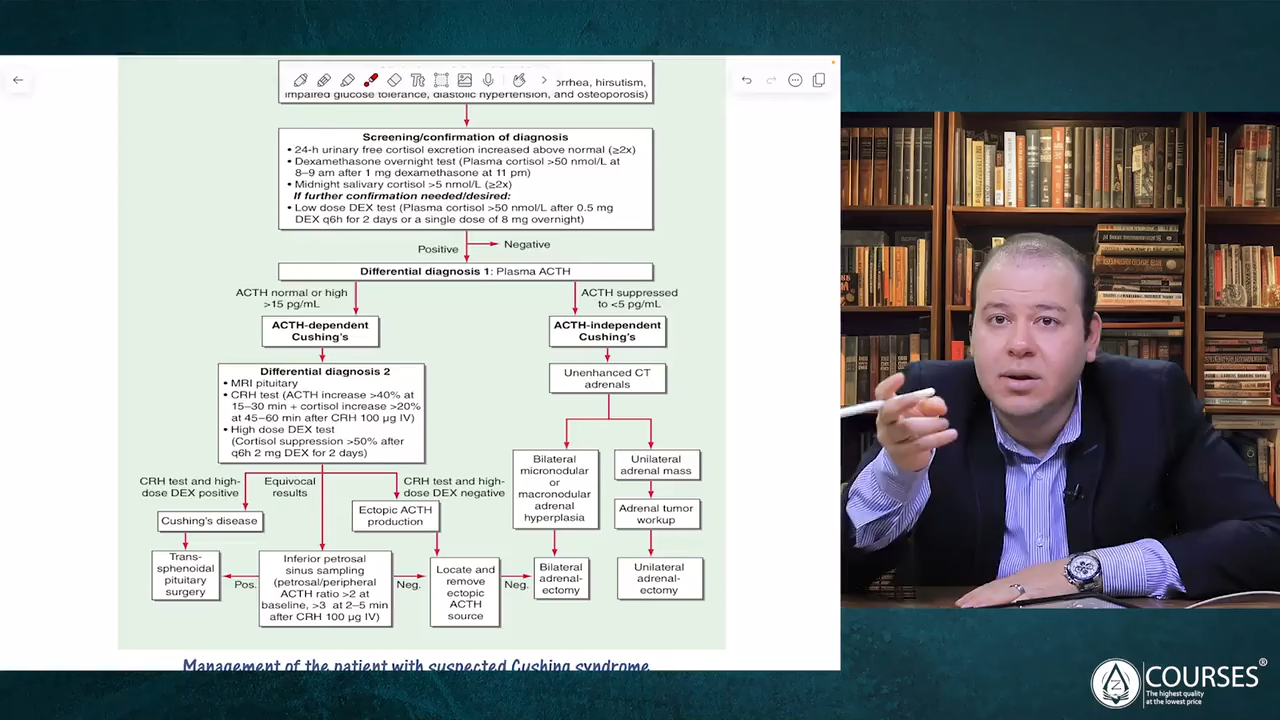 orrhea, hirsutism,
impaired glucose tolerance, diastolic hypertension, and osteoporosis)
Screening/confirmation of diagnosis
• 24-h urinary free cortisol excretion increased above normal (≥2x)
• Dexamethasone overnight test (Plasma cortisol >50 nmol/L at
8–9 am after 1 mg dexamethasone at 11 pm)
• Midnight salivary cortisol >5 nmol/L (≥2x)
If further confirmation needed/desired:
• Low dose DEX test (Plasma cortisol >50 nmol/L after 0.5 mg
DEX q6h for 2 days or a single dose of 8 mg overnight)
Positive
Negative
Differential diagnosis 1: Plasma ACTH
ACTH normal or high
>15 pg/mL
ACTH suppressed
to <5 pg/mL
ACTH-dependent
Cushing's
ACTH-independent
Cushing's
Differential diagnosis 2
• MRI pituitary
• CRH test (ACTH increase >40% at
15–30 min + cortisol increase >20%
at 45–60 min after CRH 100 µg IV)
• High dose DEX test
(Cortisol suppression >50% after
q6h 2 mg DEX for 2 days)
Unenhanced CT
adrenals
CRH test and high-
dose DEX positive
Equivocal
results
CRH test and high-
dose DEX negative
Cushing's disease
Ectopic ACTH
production
Bilateral
micronodular
or
macronodular
adrenal
hyperplasia
Unilateral
adrenal mass
Adrenal tumor
workup
Trans-
sphenoidal
pituitary
surgery
Pos.
Inferior petrosal
sinus sampling
(petrosal/peripheral
ACTH ratio >2 at
baseline, >3 at 2–5 min
after CRH 100 µg IV)
Neg.
Locate and
remove
ectopic
ACTH
source
Neg.
Bilateral
adrenal-
ectomy
Unilateral
adrenal-
ectomy
Management of the patient with suspected Cushing syndrome
AZ
COURSES®
The highest quality
at the lowest price